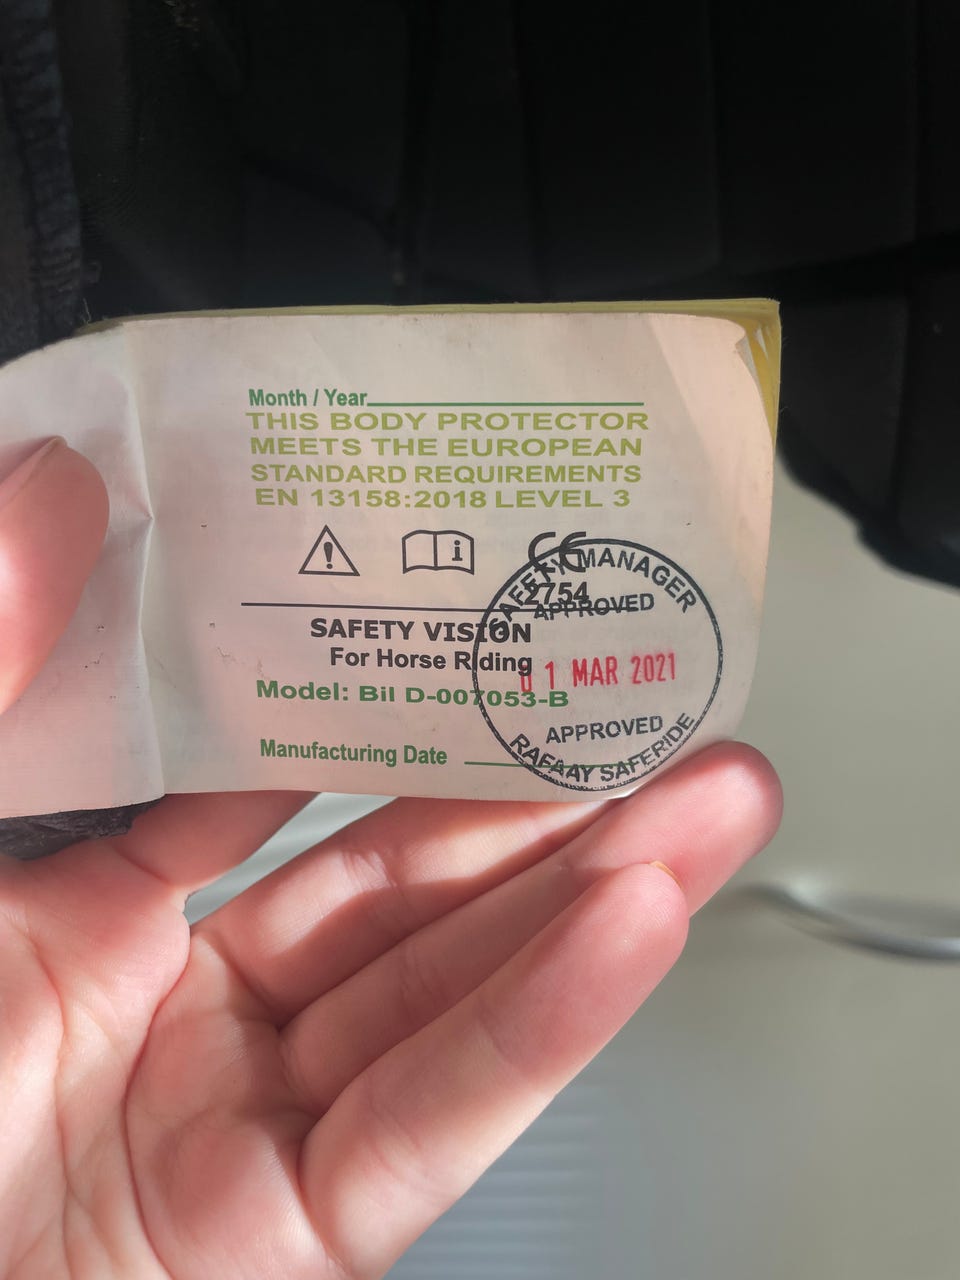 Month / Year
THIS BODY PROTECTOR
MEETS THE EUROPEAN
STANDARD REQUIREMENTS
EN 13158:2018 LEVEL 3
CE
2754
SAFETY VISION
For Horse Riding
Model: Bil D-007053-B
Manufacturing Date
SAFETY MANAGER
APPROVED
01 MAR 2021
APPROVED
RAFAAY SAFERIDE